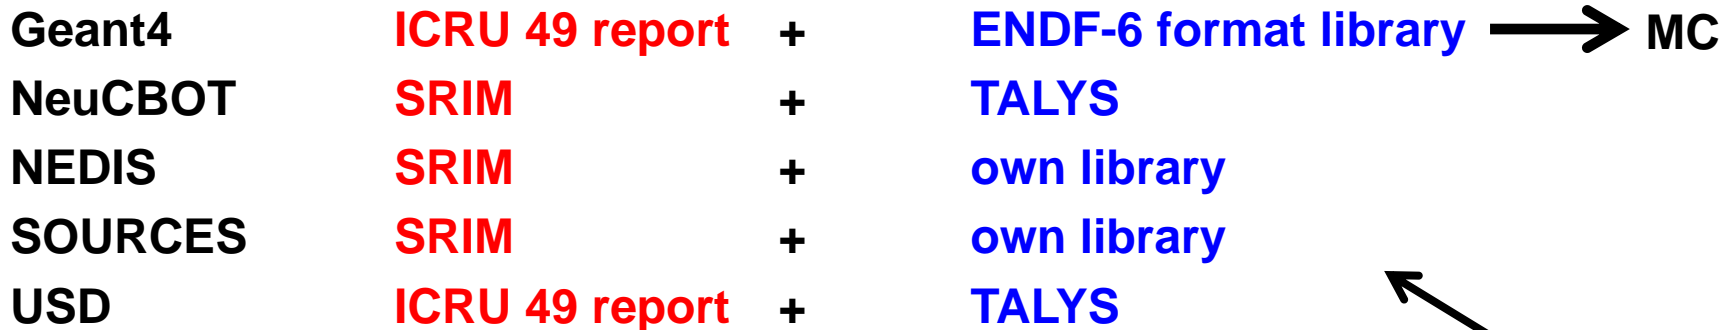 Geant4 ICRU 49 report + ENDF-6 format library MC
NeuCBOT SRIM + TALYS
NEDIS SRIM + own library
SOURCES SRIM + own library
USD ICRU 49 report + TALYS